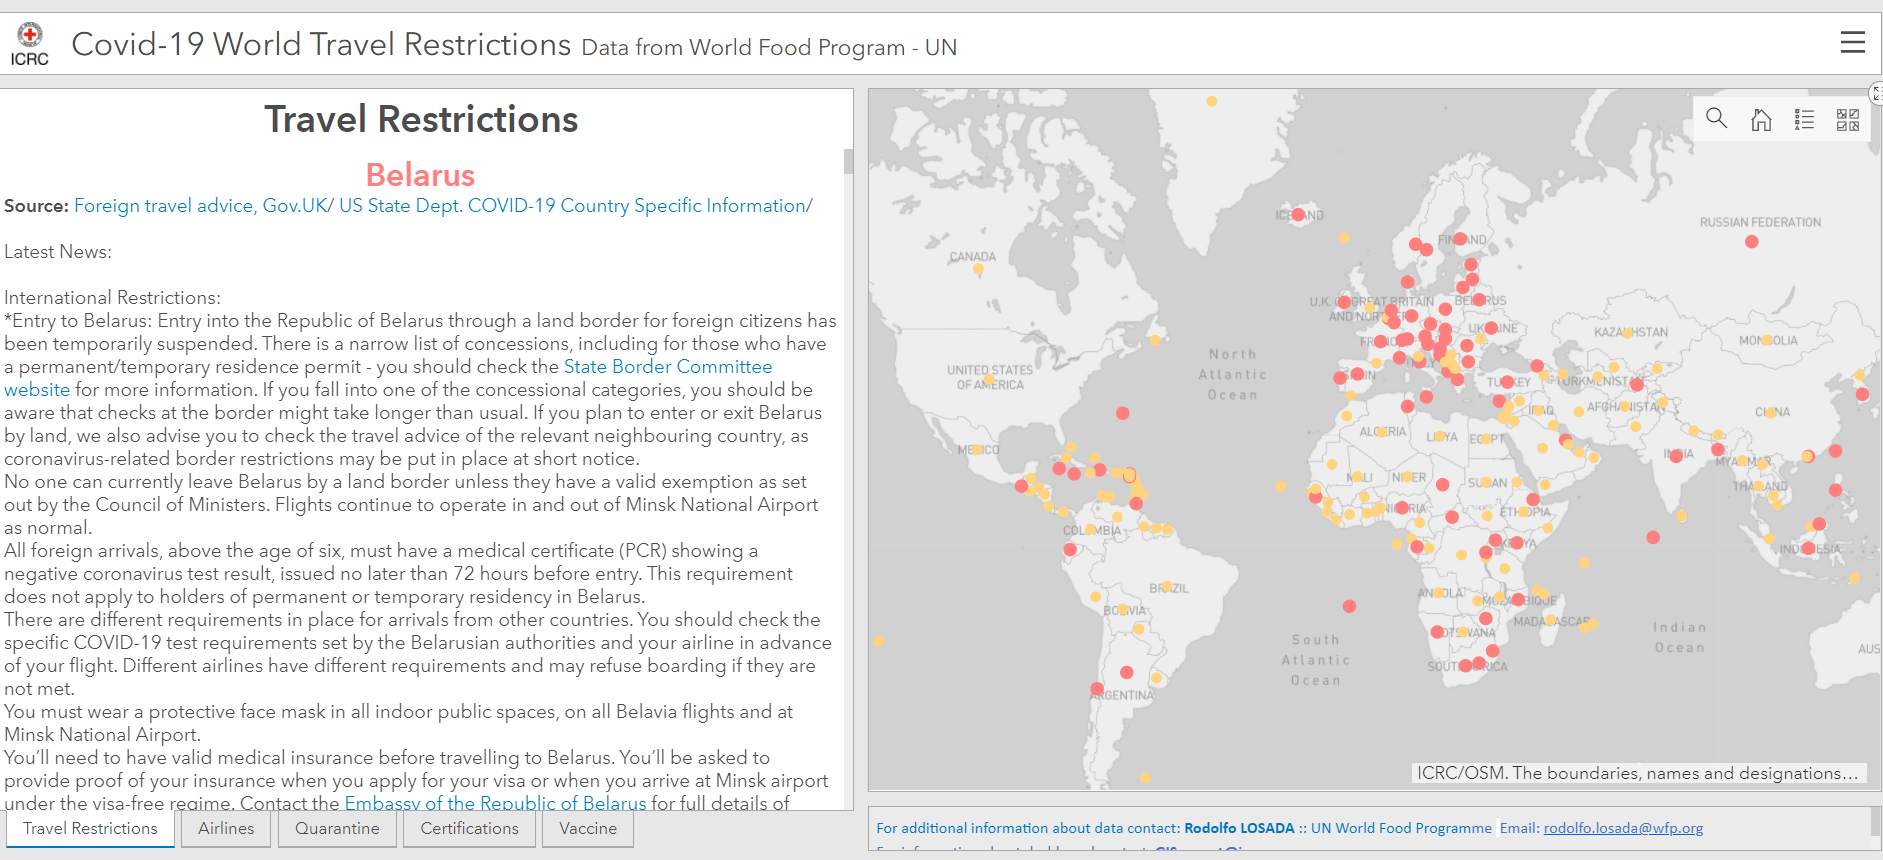 ICRC
Covid-19 World Travel Restrictions Data from World Food Program - UN
Travel Restrictions
Belarus
Source: Foreign travel advice, Gov.UK/ US State Dept. COVID-19 Country Specific Information/
Latest News:
International Restrictions:
*Entry to Belarus: Entry into the Republic of Belarus through a land border for foreign citizens has
been temporarily suspended. There is a narrow list of concessions, including for those who have
a permanent/temporary residence permit - you should check the State Border Committee
website for more information. If you fall into one of the concessional categories, you should be
aware that checks at the border might take longer than usual. If you plan to enter or exit Belarus
by land, we also advise you to check the travel advice of the relevant neighbouring country, as
coronavirus-related border restrictions may be put in place at short notice.
No one can currently leave Belarus by a land border unless they have a valid exemption as set
out by the Council of Ministers. Flights continue to operate in and out of Minsk National Airport
as normal.
All foreign arrivals, above the age of six, must have a medical certificate (PCR) showing a
negative coronavirus test result, issued no later than 72 hours before entry. This requirement
does not apply to holders of permanent or temporary residency in Belarus.
There are different requirements in place for arrivals from other countries. You should check the
specific COVID-19 test requirements set by the Belarusian authorities and your airline in advance
of your flight. Different airlines have different requirements and may refuse boarding if they are
not met.
You must wear a protective face mask in all indoor public spaces, on all Belavia flights and at
Minsk National Airport.
You'll need to have valid medical insurance before travelling to Belarus. You'll be asked to
provide proof of your insurance when you apply for your visa or when you arrive at Minsk airport
under the visa-free regime. Contact the Embassy of the Republic of Belarus for full details of
Travel Restrictions
Airlines
Quarantine
Certifications
Vaccine
ICELAND
RUSSIAN FEDERATION
FINLAND
CANADA
U.K. OF GREAT BRITAIN
AND
BELARUS
UKRAINE
KAZAKHSTAN
MONGOLIA
North
Atlantic
Ocean
UNITED STATES
OF AMERICA
TURKEY
TURKMENISTAN
IRAQ
AFGHANISTAN
CHINA
ALGERIA
LIBYA
EGYPT
MEXICO
INDIA
MYANMAR
MALI
NIGER
SUDAN
THAILAND
NIGERIA
ETHIOPIA
COLOMBIA
KENYA
INDONESIA
BRAZIL
ANGOLA
MOZAMBIQUE
BOLIVIA
MADAGASCAR
BOTSWANA
South
Atlantic
Ocean
Indian
Ocean
AUS
SOUTH AFRICA
ARGENTINA
ICRC/OSM. The boundaries, names and designations…
For additional information about data contact: Rodolfo LOSADA :: UN World Food Programme Email: rodolfo.losada@wfp.org